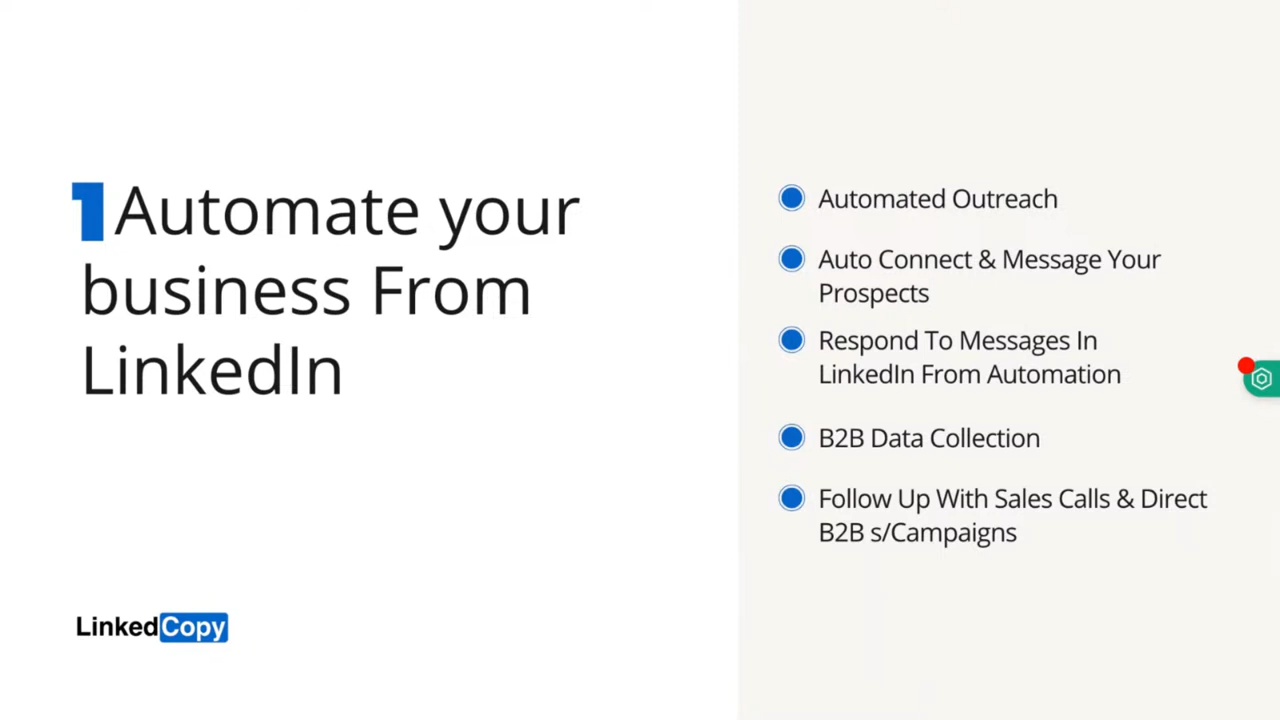 1 Automate your
business From
LinkedIn
Automated Outreach
Auto Connect & Message Your
Prospects
Respond To Messages In
LinkedIn From Automation
B2B Data Collection
Follow Up With Sales Calls & Direct
B2B s/Campaigns
LinkedCopy